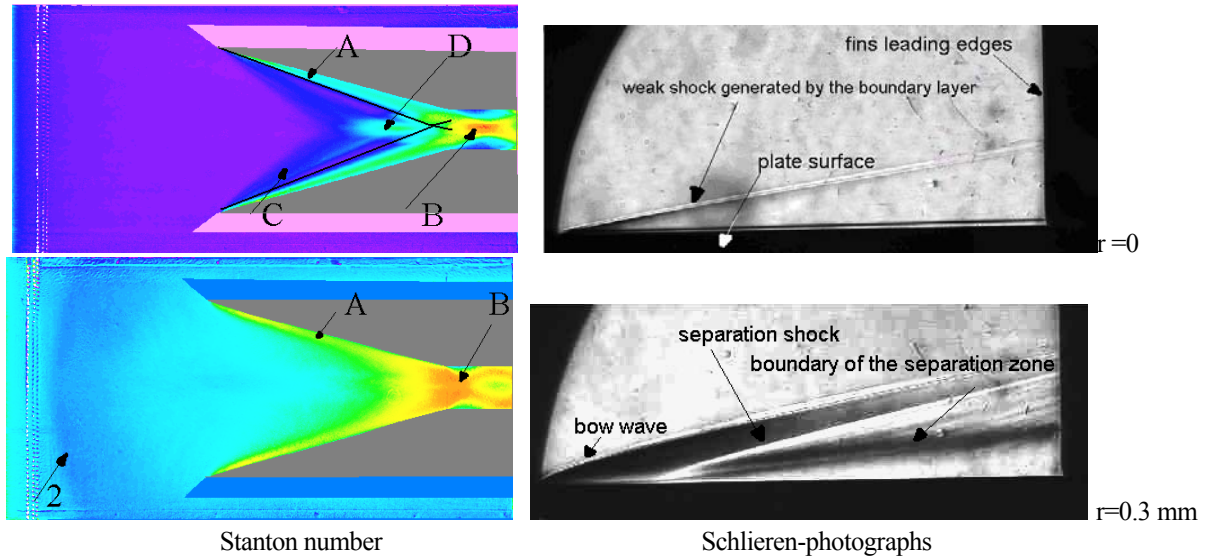 A
D
C
B
fins leading edges
weak shock generated by the boundary layer
plate surface
r =0
A
B
2
separation shock
boundary of the separation zone
bow wave
r=0.3 mm
Stanton number
Schlieren-photographs